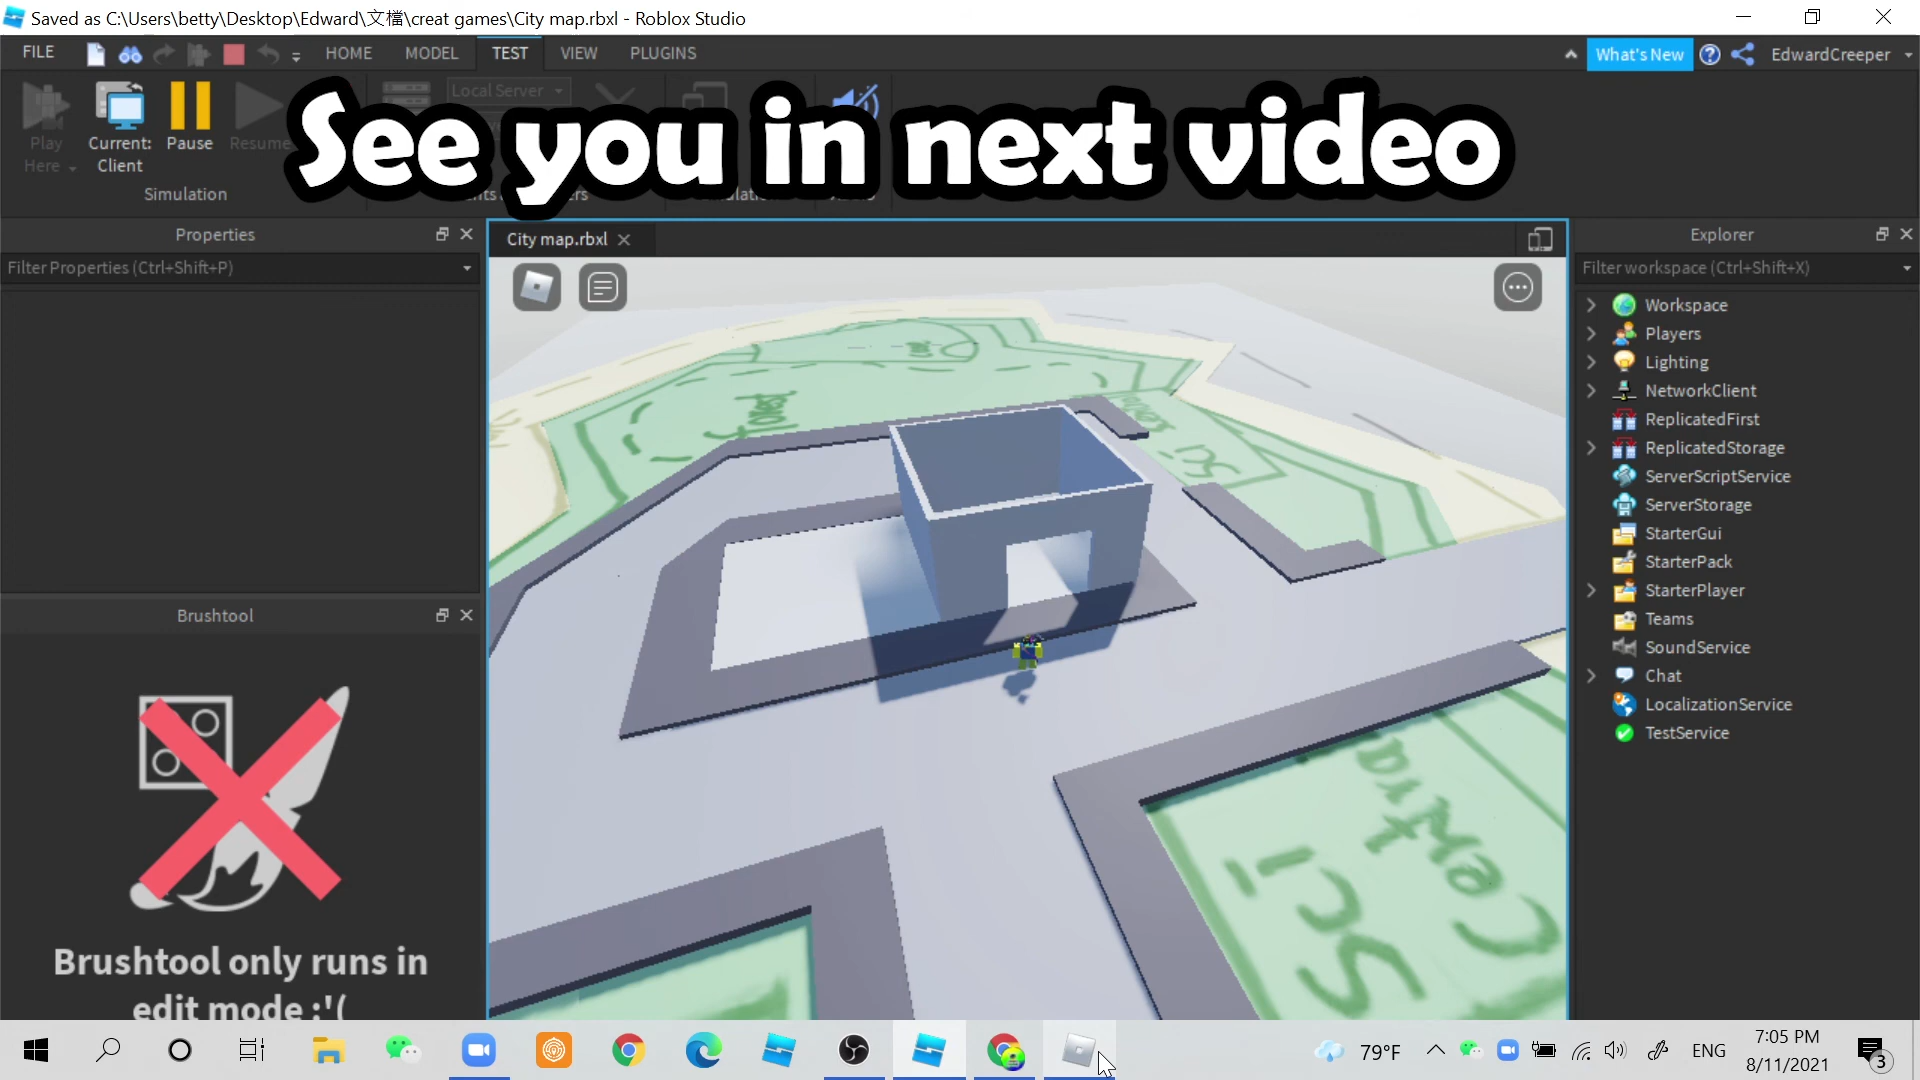 Saved as C:\Users\betty\Desktop\Edward\文檔\creat games\City map.rbxl - Roblox Studio
FILE
HOME
MODEL
TEST
VIEW
PLUGINS
What's New
EdwardCreeper
Play
Here
Current:
Client
Pause
Resume
Local Server
Simulation
See you in next video
Properties
Filter Properties (Ctrl+Shift+P)
City map.rbxl
Explorer
Filter workspace (Ctrl+Shift+X)
Workspace
Players
Lighting
NetworkClient
ReplicatedFirst
ReplicatedStorage
ServerScriptService
ServerStorage
StarterGui
StarterPack
StarterPlayer
Teams
SoundService
Chat
LocalizationService
TestService
Brushtool
Brushtool only runs in
edit mode :'(
Sci
79°F
ENG
7:05 PM
8/11/2021
3